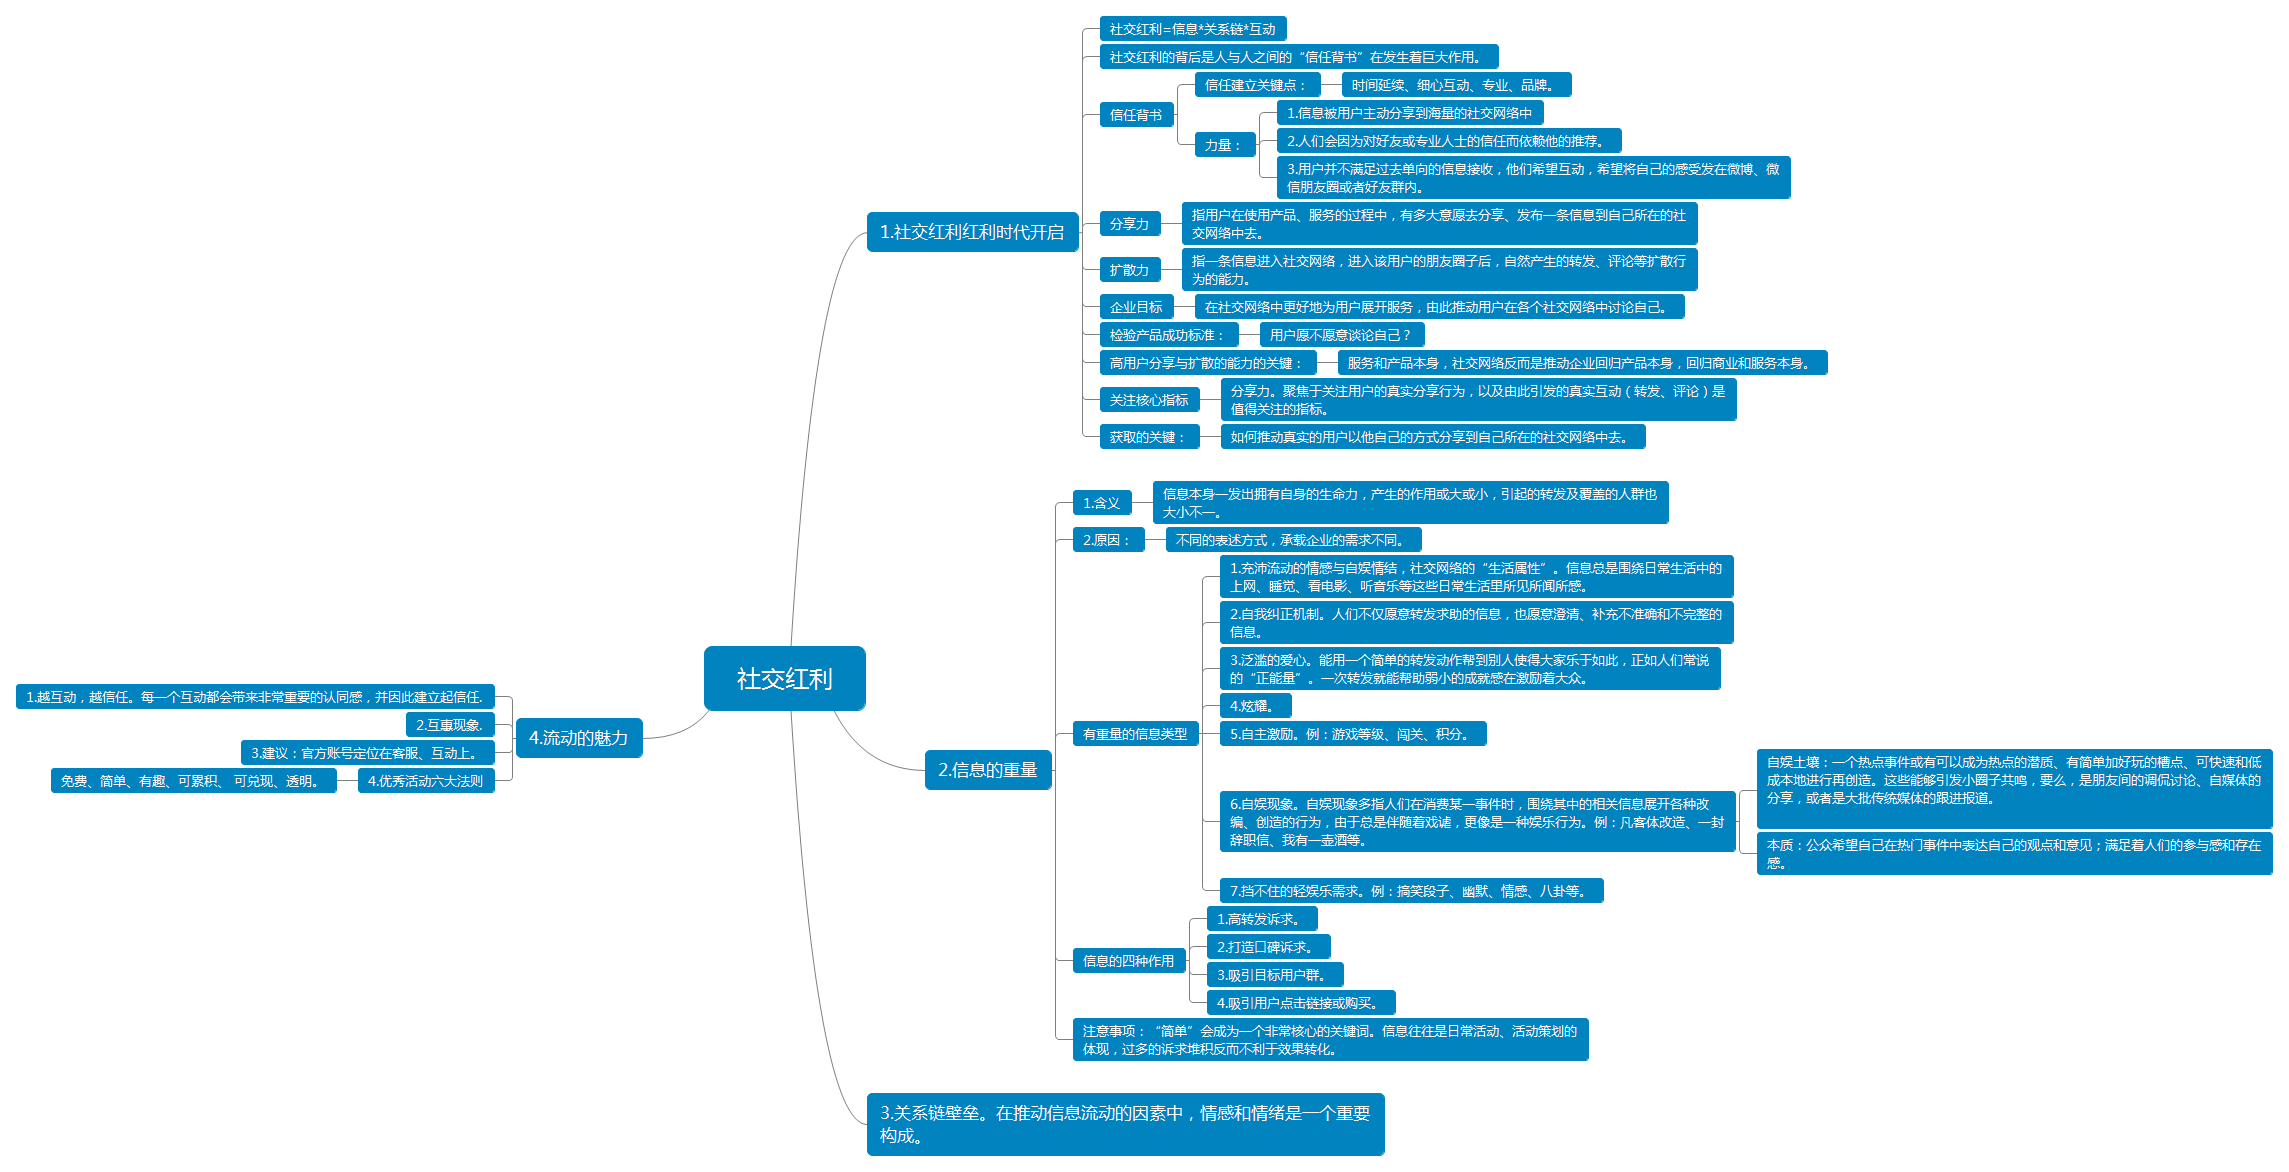 社交红利
1.社交红利红利时代开启
社交红利=信息*关系链*互动
社交红利的背后是人与人之间的“信任背书”在发生着巨大作用。
信任背书
信任建立关键点：
时间延续、细心互动、专业、品牌。
力量：
1.信息被用户主动分享到海量的社交网络中
2.人们会因为对好友或专业人士的信任而依赖他的推荐。
3.用户并不满足过去单向的信息接收，他们希望互动，希望将自己的感受发在微博、微
信朋友圈或者好友群内。
分享力
指用户在使用产品、服务的过程中，有多大意愿去分享、发布一条信息到自己所在的社
交网络中去。
扩散力
指一条信息进入社交网络，进入该用户的朋友圈子后，自然产生的转发、评论等扩散行
为的能力。
企业目标
在社交网络中更好地为用户展开服务，由此推动用户在各个社交网络中讨论自己。
检验产品成功标准：
用户愿不愿意谈论自己？
高用户分享与扩散的能力的关键：
服务和产品本身，社交网络反而是推动企业回归产品本身，回归商业和服务本身。
关注核心指标
分享力。聚焦于关注用户的真实分享行为，以及由此引发的真实互动（转发、评论）是
值得关注的指标。
获取的关键：
如何推动真实的用户以他自己的方式分享到自己所在的社交网络中去。
2.信息的重量
1.含义
信息本身一发出拥有自身的生命力，产生的作用或大或小，引起的转发及覆盖的人群也
大小不一。
2.原因：
不同的表述方式，承载企业的需求不同。
有重量的信息类型
1.充沛流动的情感与自娱情结，社交网络的“生活属性”。信息总是围绕日常生活中的
上网、睡觉、看电影、听音乐等这些日常生活里所见所闻所感。
2.自我纠正机制。人们不仅愿意转发求助的信息，也愿意澄清、补充不准确和不完整的
信息。
3.泛滥的爱心。能用一个简单的转发动作帮到别人使得大家乐于如此，正如人们常说
的“正能量”。一次转发就能帮助弱小的成就感在激励着大众。
4.炫耀。
5.自主激励。例：游戏等级、闯关、积分。
6.自娱现象。自娱现象多指人们在消费某一事件时，围绕其中的相关信息展开各种改
编、创造的行为，由于总是伴随着戏谑，更像是一种娱乐行为。例：凡客体改造、一封
辞职信、我有一壶酒等。
自娱土壤：一个热点事件或有可以成为热点的潜质、有简单加好玩的槽点、可快速和低
成本地进行再创造。这些能够引发小圈子共鸣，要么，是朋友间的调侃讨论、自媒体的
分享，或者是大批传统媒体的跟进报道。
本质：公众希望自己在热门事件中表达自己的观点和意见；满足着人们的参与感和存在
感。
7.挡不住的轻娱乐需求。例：搞笑段子、幽默、情感、八卦等。
信息的四种作用
1.高转发诉求。
2.打造口碑诉求。
3.吸引目标用户群。
4.吸引用户点击链接或购买。
注意事项：“简单”会成为一个非常核心的关键词。信息往往是日常活动、活动策划的
体现，过多的诉求堆积反而不利于效果转化。
3.关系链壁垒。在推动信息流动的因素中，情感和情绪是一个重要
构成。
4.流动的魅力
1.越互动，越信任。每一个互动都会带来非常重要的认同感，并因此建立起信任.
2.互惠现象.
3.建议：官方账号定位在客服、互动上。
4.优秀活动六大法则
免费、简单、有趣、可累积、可兑现、透明。